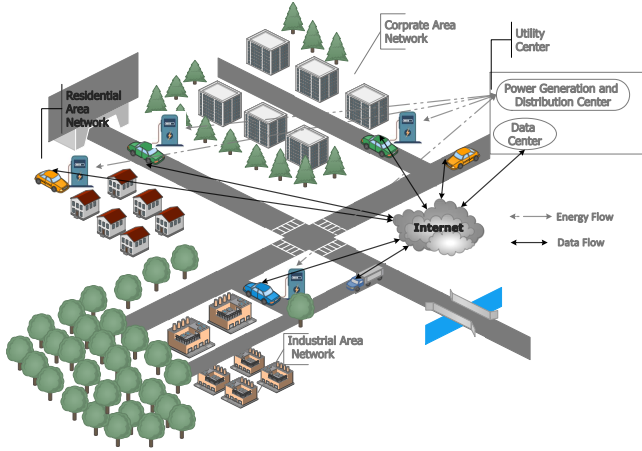 Corprate Area
Network
Utility
Center
Power Generation and
Distribution Center
Data
Center
Residential
Area
Network
Internet
Energy Flow
Data Flow
Industrial Area
Network